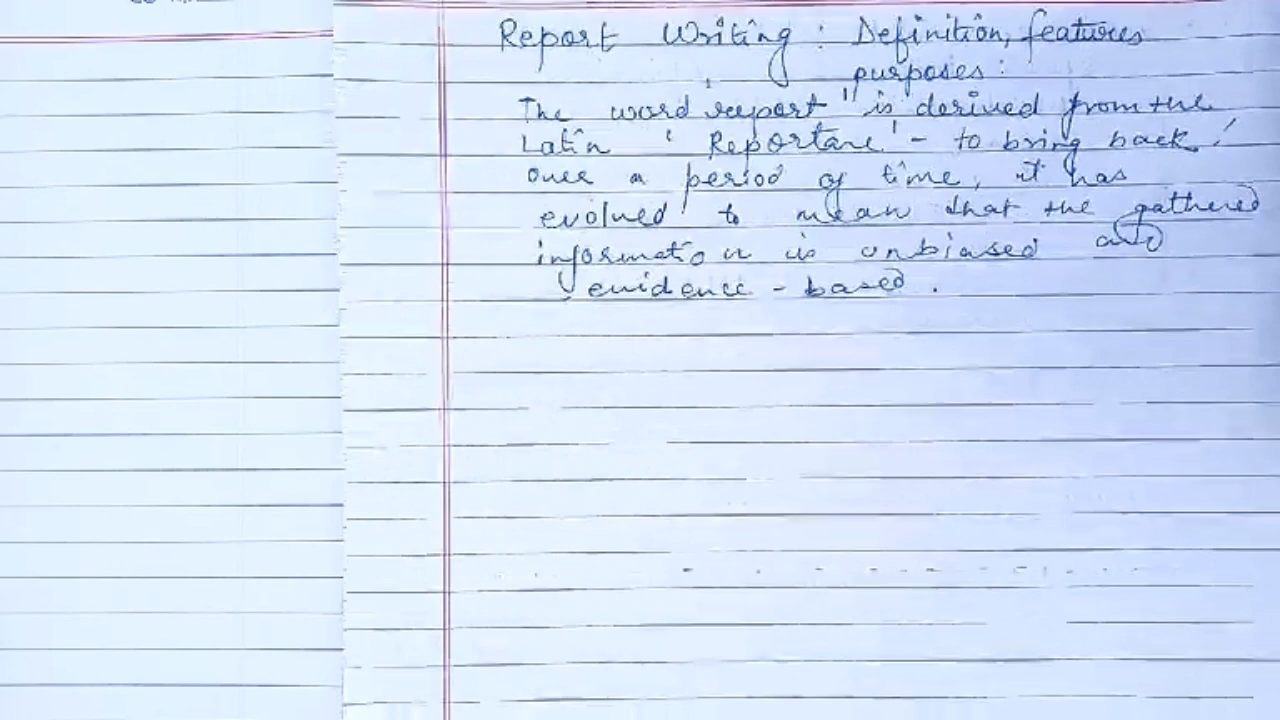 Report Writing : Definition, features
purposes :
The word 'report" is derived from the
Latin 'Reportare' - to bring back.'
Over a period of time, it has
evolved to mean that the gathered
information is unbiased and
evidence - based .